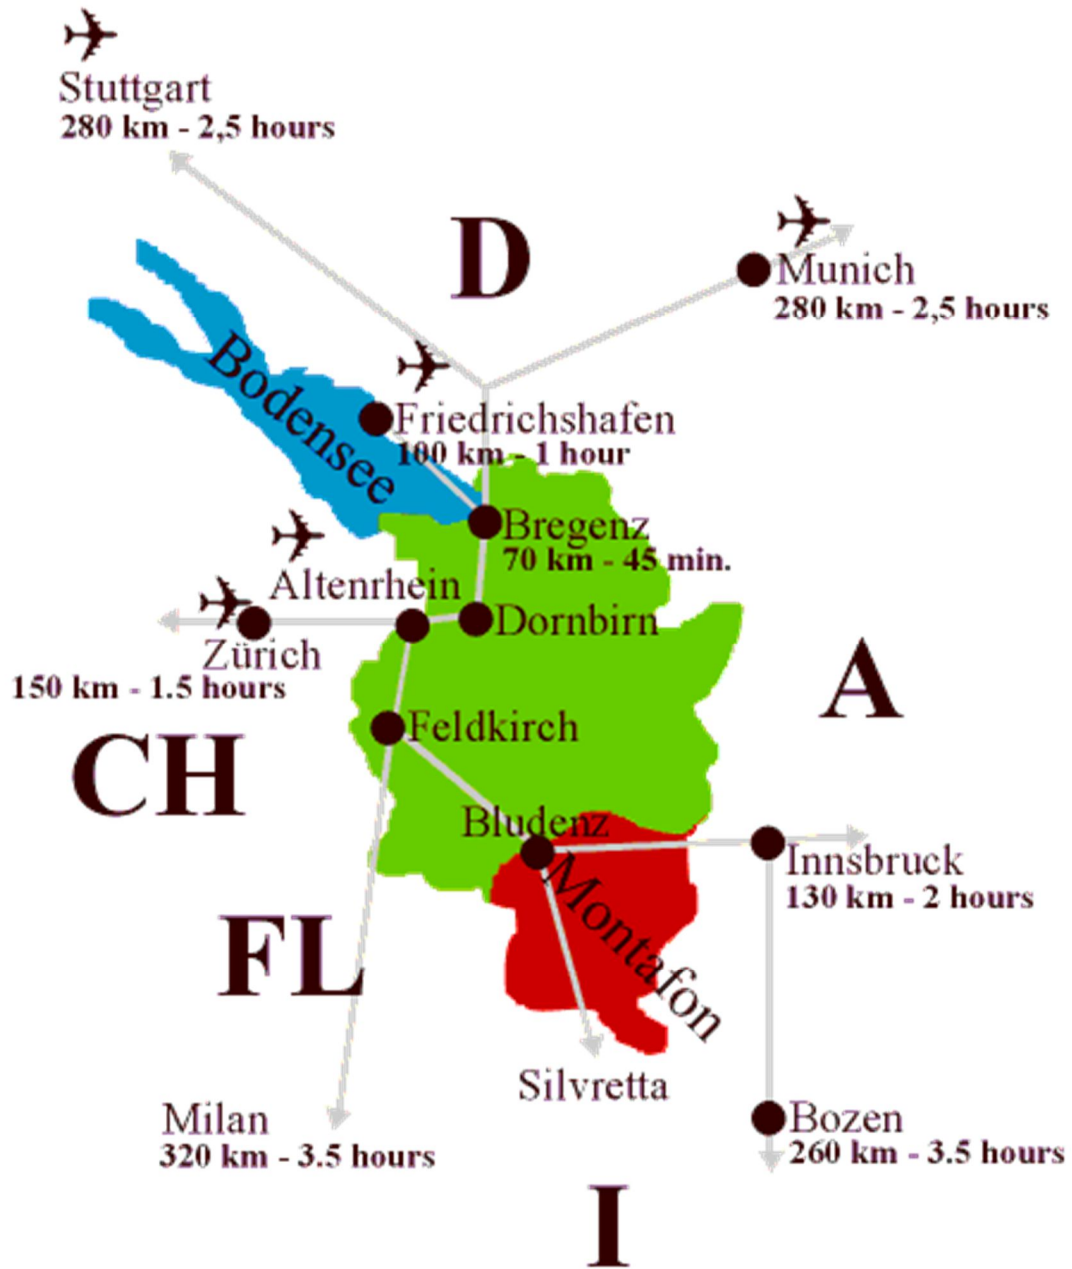 Stuttgart
280 km - 2,5 hours
D
Munich
280 km - 2,5 hours
Bodensee
Friedrichshafen
100 km - 1 hour
Bregenz
70 km - 45 min.
Altenrhein
Dornbirn
Zürich
150 km - 1.5 hours
A
Feldkirch
CH
Bludenz
Innsbruck
130 km - 2 hours
Montafon
FL
Silvretta
Milan
320 km - 3.5 hours
Bozen
260 km - 3.5 hours
I